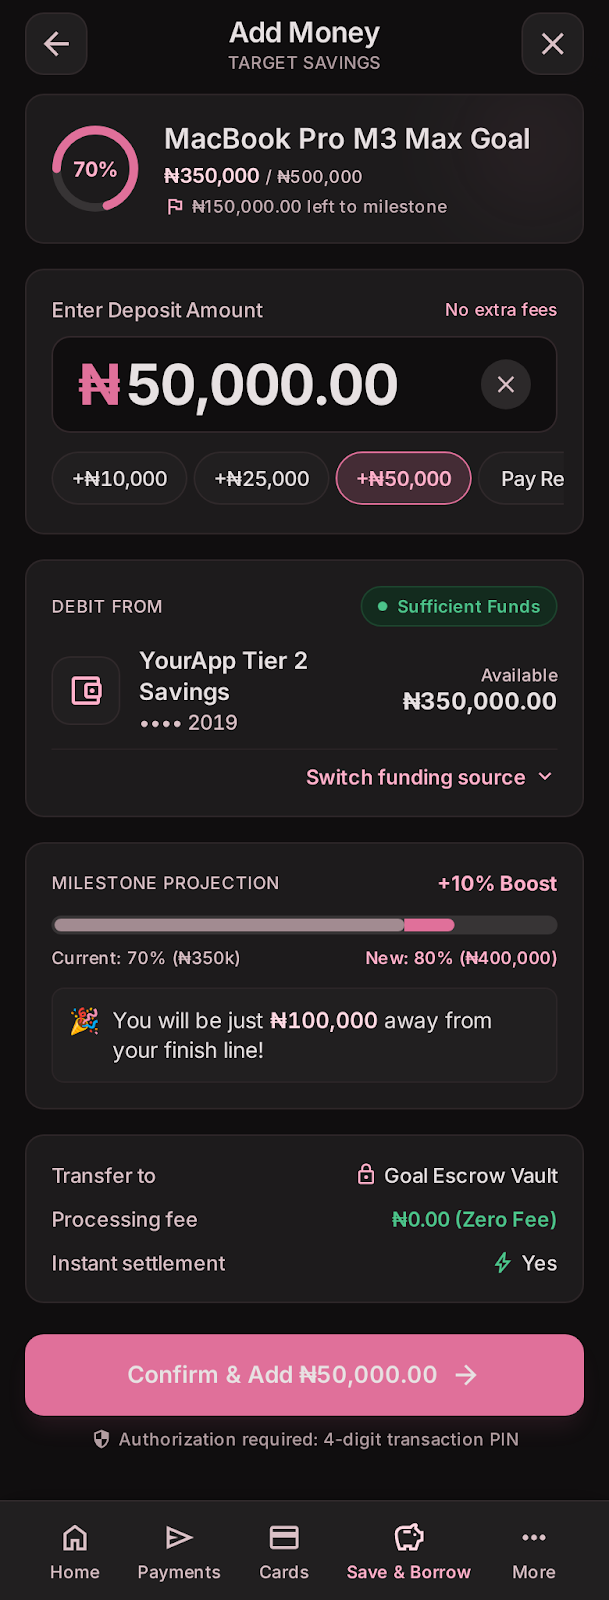 Add Money
TARGET SAVINGS
70%
MacBook Pro M3 Max Goal
₦350,000 / ₦500,000
₦150,000.00 left to milestone
Enter Deposit Amount
No extra fees
₦50,000.00
+₦10,000
+₦25,000
+₦50,000
Pay Re
DEBIT FROM
Sufficient Funds
YourApp Tier 2
Savings
•••• 2019
Available
₦350,000.00
Switch funding source
MILESTONE PROJECTION
+10% Boost
Current: 70% (₦350k)
New: 80% (₦400,000)
🎉 You will be just ₦100,000 away from
your finish line!
Transfer to
Goal Escrow Vault
Processing fee
₦0.00 (Zero Fee)
Instant settlement
Yes
Confirm & Add ₦50,000.00 →
Authorization required: 4-digit transaction PIN
Home
Payments
Cards
Save & Borrow
More